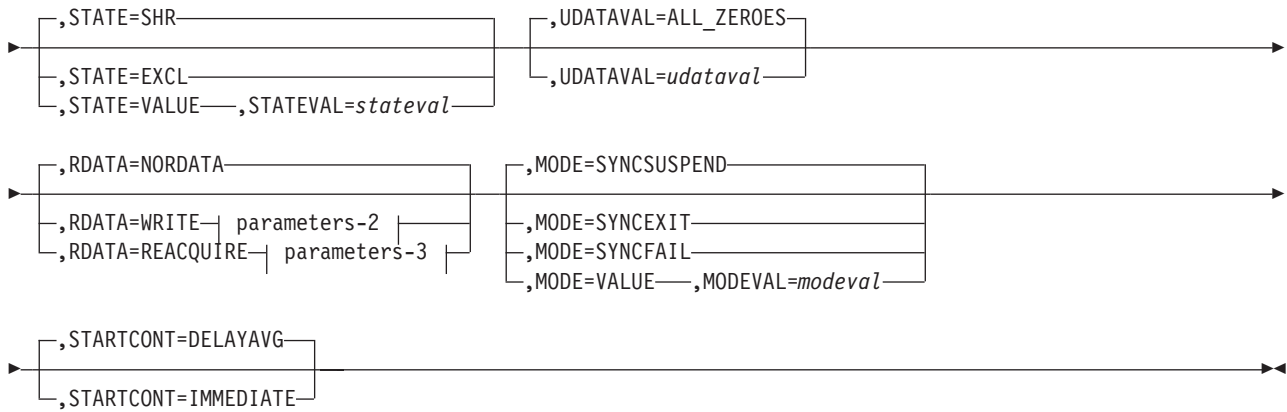 ,STATE=SHR ,UDATAVAL=ALL_ZEROES
,STATE=EXCL ,UDATAVAL=udataval
,STATE=VALUE ,STATEVAL=stateval
,RDATA=NORDATA ,MODE=SYNCSUSPEND
,RDATA=WRITE parameters-2 ,MODE=SYNCEXIT
,RDATA=REACQUIRE parameters-3 ,MODE=SYNCFAIL
,MODE=VALUE ,MODEVAL=modeval
,STARTCONT=DELAYAVG
,STARTCONT=IMMEDIATE